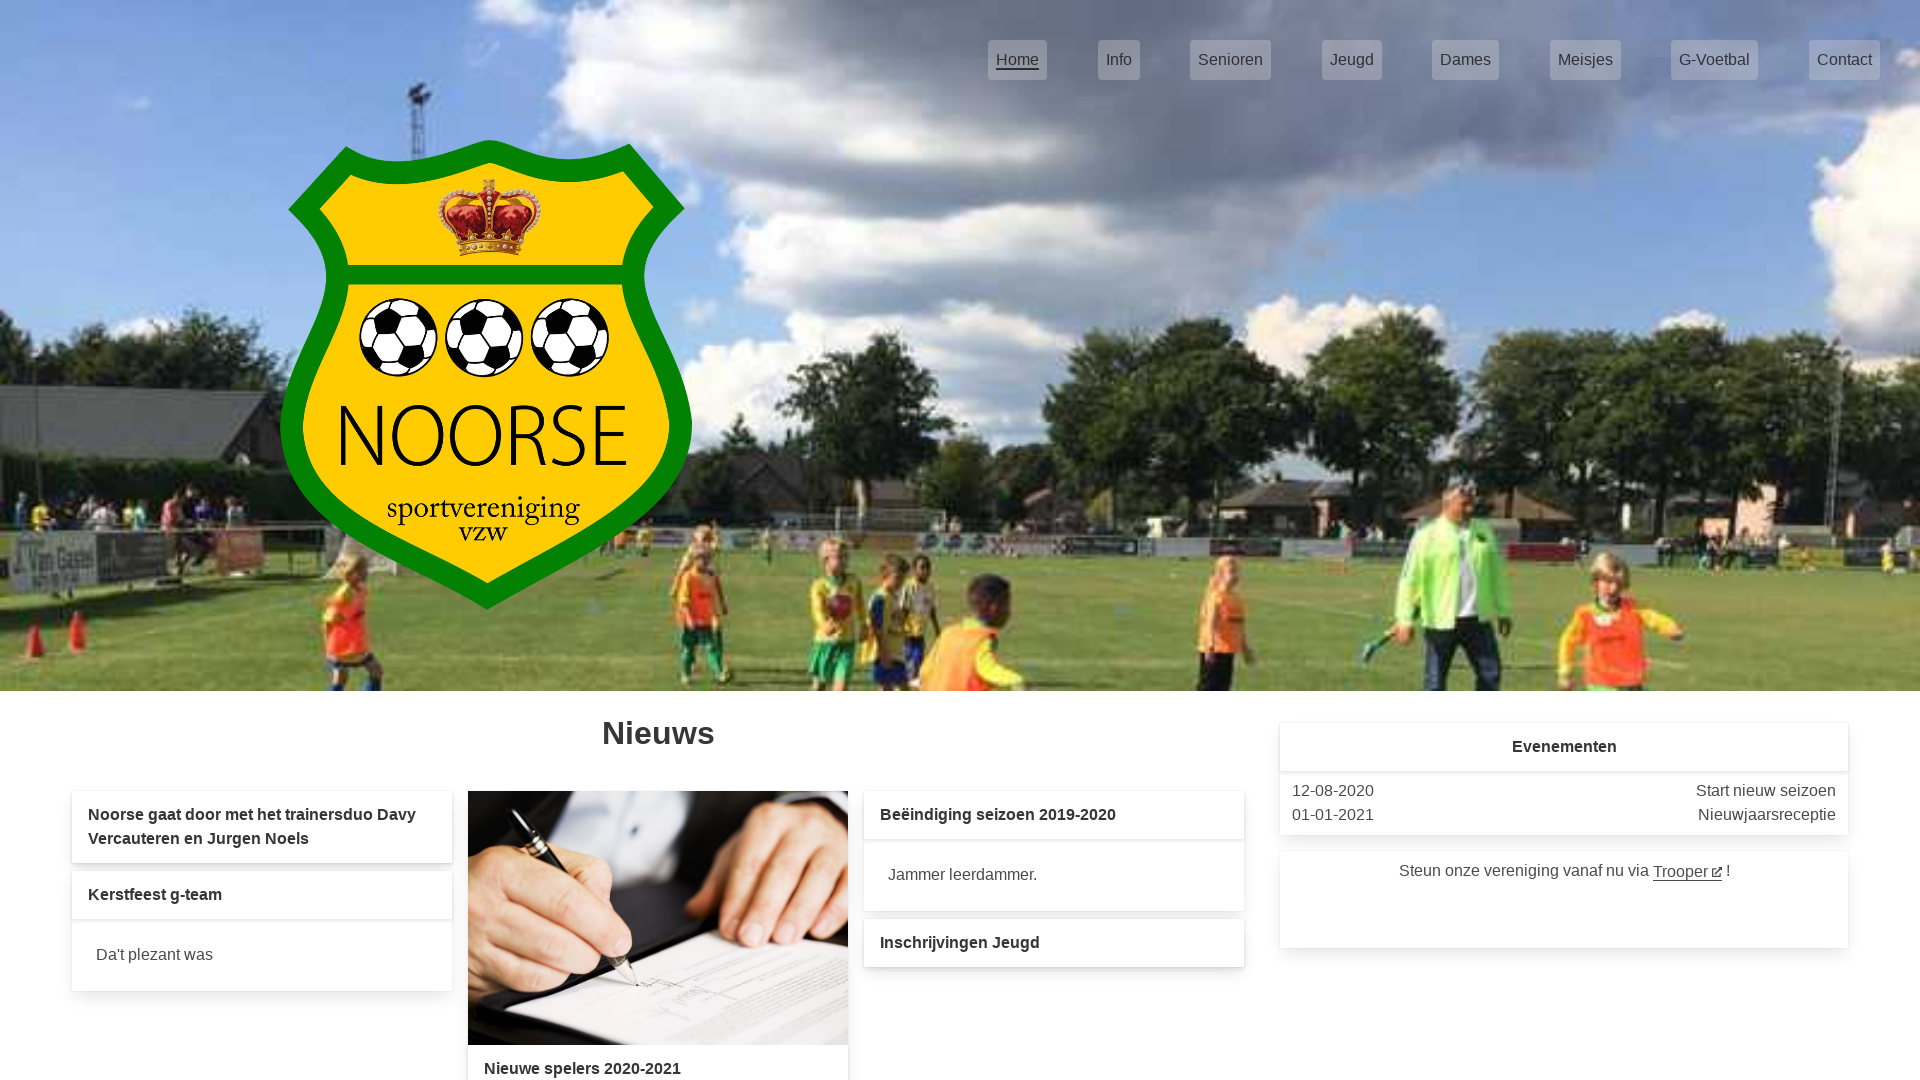 Home
Info
Senioren
Jeugd
Dames
Meisjes
G-Voetbal
Contact
NOORSE
sportvereniging
vzw
Nieuws
Noorse gaat door met het trainersduo Davy
Vercauteren en Jurgen Noels
Kerstfeest g-team
Da't plezant was
Nieuwe spelers 2020-2021
Beëindiging seizoen 2019-2020
Jammer leerdammer.
Inschrijvingen Jeugd
Evenementen
12-08-2020 Start nieuw seizoen
01-01-2021 Nieuwjaarsreceptie
Steun onze vereniging vanaf nu via Trooper !